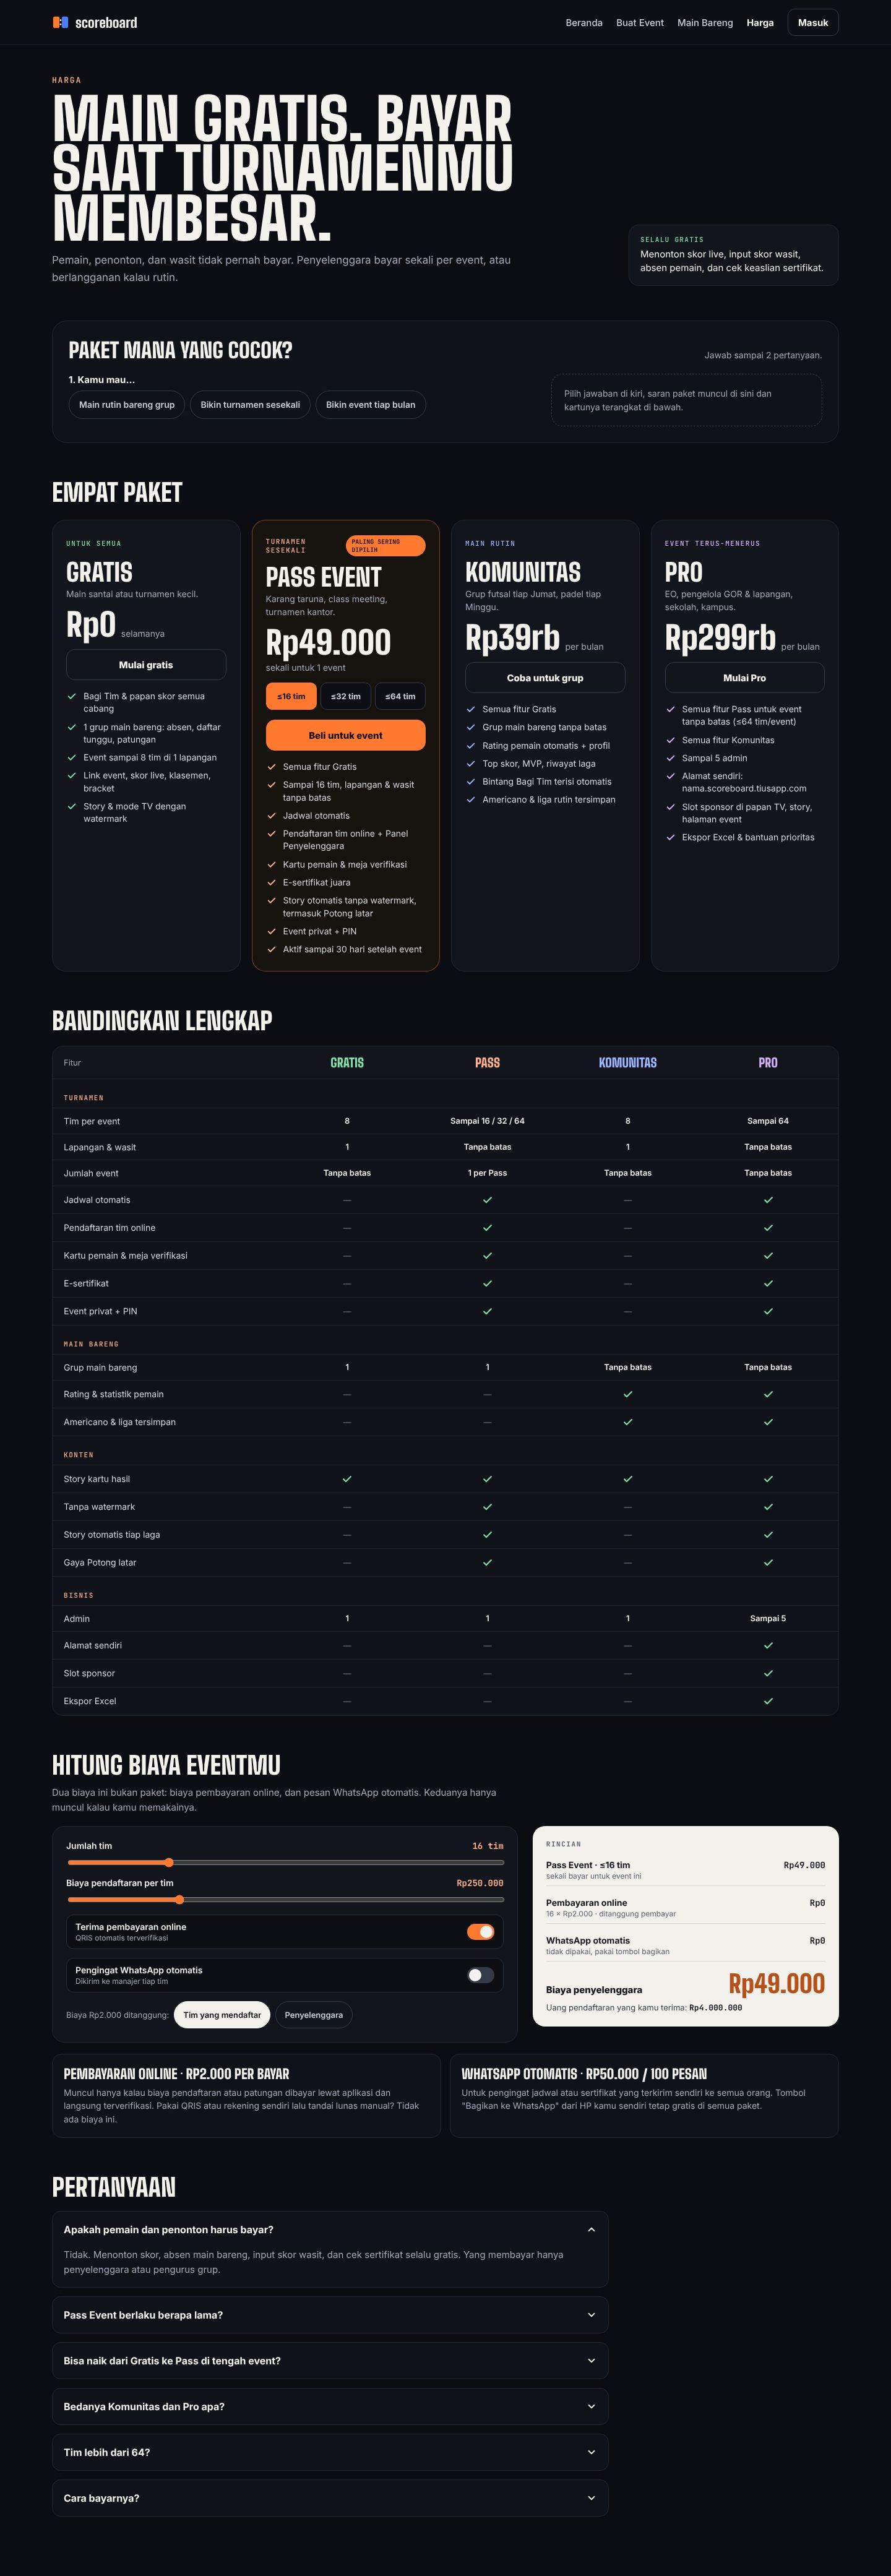 scoreboard
Beranda
Buat Event
Main Bareng
Harga
Masuk
HARGA
MAIN GRATIS. BAYAR
SAAT TURNAMENMU
MEMBESAR.
Pemain, penonton, dan wasit tidak pernah bayar. Penyelenggara bayar sekali per event, atau
berlangganan kalau rutin.
SELALU GRATIS
Menonton skor live, input skor wasit,
absen pemain, dan cek keaslian sertifikat.
PAKET MANA YANG COCOK?
Jawab sampai 2 pertanyaan.
1. Kamu mau...
Main rutin bareng grup
Bikin turnamen sesekali
Bikin event tiap bulan
Pilih jawaban di kiri, saran paket muncul di sini dan
kartunya terangkat di bawah.
EMPAT PAKET
UNTUK SEMUA
GRATIS
Main santai atau turnamen kecil.
Rp0 selamanya
Mulai gratis
Bagi Tim & papan skor semua
cabang
1 grup main bareng: absen, daftar
tunggu, patungan
Event sampai 8 tim di 1 lapangan
Link event, skor live, klasemen,
bracket
Story & mode TV dengan
watermark
TURNAMEN
SESEKALI
PALING SERING
DIPILIH
PASS EVENT
Karang taruna, class meeting,
turnamen kantor.
Rp49.000
sekali untuk 1 event
≤16 tim
≤32 tim
≤64 tim
Beli untuk event
Semua fitur Gratis
Sampai 16 tim, lapangan & wasit
tanpa batas
Jadwal otomatis
Pendaftaran tim online + Panel
Penyelenggara
Kartu pemain & meja verifikasi
E-sertifikat juara
Story otomatis tanpa watermark,
termasuk Potong latar
Event privat + PIN
Aktif sampai 30 hari setelah event
MAIN RUTIN
KOMUNITAS
Grup futsal tiap Jumat, padel tiap
Minggu.
Rp39rb per bulan
Coba untuk grup
Semua fitur Gratis
Grup main bareng tanpa batas
Rating pemain otomatis + profil
Top skor, MVP, riwayat laga
Bintang Bagi Tim terisi otomatis
Americano & liga rutin tersimpan
EVENT TERUS-MENERUS
PRO
EO, pengelola GOR & lapangan,
sekolah, kampus.
Rp299rb per bulan
Mulai Pro
Semua fitur Pass untuk event
tanpa batas (≤64 tim/event)
Semua fitur Komunitas
Sampai 5 admin
Alamat sendiri:
nama.scoreboard.tiusapp.com
Slot sponsor di papan TV, story,
halaman event
Ekspor Excel & bantuan prioritas
BANDINGKAN LENGKAP
Fitur GRATIS PASS KOMUNITAS PRO
TURNAMEN
Tim per event 8 Sampai 16 / 32 / 64 8 Sampai 64
Lapangan & wasit 1 Tanpa batas 1 Tanpa batas
Jumlah event Tanpa batas 1 per Pass Tanpa batas Tanpa batas
Jadwal otomatis — ✓ — ✓
Pendaftaran tim online — ✓ — ✓
Kartu pemain & meja verifikasi — ✓ — ✓
E-sertifikat — ✓ — ✓
Event privat + PIN — ✓ — ✓
MAIN BARENG
Grup main bareng 1 1 Tanpa batas Tanpa batas
Rating & statistik pemain — — ✓ ✓
Americano & liga tersimpan — — ✓ ✓
KONTEN
Story kartu hasil ✓ ✓ ✓ ✓
Tanpa watermark — ✓ — ✓
Story otomatis tiap laga — ✓ — ✓
Gaya Potong latar — ✓ — ✓
BISNIS
Admin 1 1 1 Sampai 5
Alamat sendiri — — — ✓
Slot sponsor — — — ✓
Ekspor Excel — — — ✓
HITUNG BIAYA EVENTMU
Dua biaya ini bukan paket: biaya pembayaran online, dan pesan WhatsApp otomatis. Keduanya hanya
muncul kalau kamu memakainya.
Jumlah tim 16 tim
Biaya pendaftaran per tim Rp250.000
Terima pembayaran online
QRIS otomatis terverifikasi
Pengingat WhatsApp otomatis
Dikirim ke manajer tiap tim
Biaya Rp2.000 ditanggung: Tim yang mendaftar Penyelenggara
RINCIAN
Pass Event · ≤16 tim Rp49.000
sekali bayar untuk event ini
Pembayaran online Rp0
16 × Rp2.000 · ditanggung pembayar
WhatsApp otomatis Rp0
tidak dipakai, pakai tombol bagikan
Biaya penyelenggara Rp49.000
Uang pendaftaran yang kamu terima: Rp4.000.000
PEMBAYARAN ONLINE · RP2.000 PER BAYAR
Muncul hanya kalau biaya pendaftaran atau patungan dibayar lewat aplikasi dan
langsung terverifikasi. Pakai QRIS atau rekening sendiri lalu tandai lunas manual? Tidak
ada biaya ini.
WHATSAPP OTOMATIS · RP50.000 / 100 PESAN
Untuk pengingat jadwal atau sertifikat yang terkirim sendiri ke semua orang. Tombol
"Bagikan ke WhatsApp" dari HP kamu sendiri tetap gratis di semua paket.
PERTANYAAN
Apakah pemain dan penonton harus bayar?
Tidak. Menonton skor, absen main bareng, input skor wasit, dan cek sertifikat selalu gratis. Yang membayar hanya
penyelenggara atau pengurus grup.
Pass Event berlaku berapa lama?
Bisa naik dari Gratis ke Pass di tengah event?
Bedanya Komunitas dan Pro apa?
Tim lebih dari 64?
Cara bayarnya?